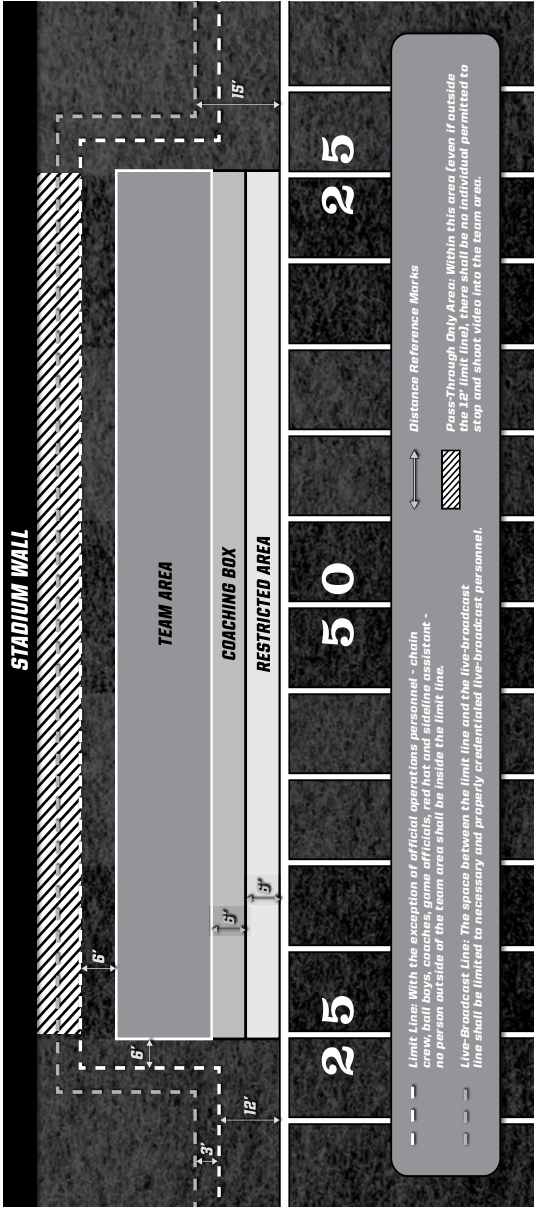 STADIUM WALL
15'
6'
6'
TEAM AREA
COACHING BOX
RESTRICTED AREA
6'
6'
3'
12'
2 5
5 0
2 5
Limit Line: With the exception of official operations personnel - chain
crew, ball boys, coaches, game officials, red hat and sideline assistant -
no person outside of the team area shall be inside the limit line.
Live-Broadcast Line: The space between the limit line and the live-broadcast
line shall be limited to necessary and properly credentialed live-broadcast personnel.
Distance Reference Marks
Pass-Through Only Area: Within this area (even if outside
the 12' limit line), there shall be no individual permitted to
stop and shoot video into the team area.